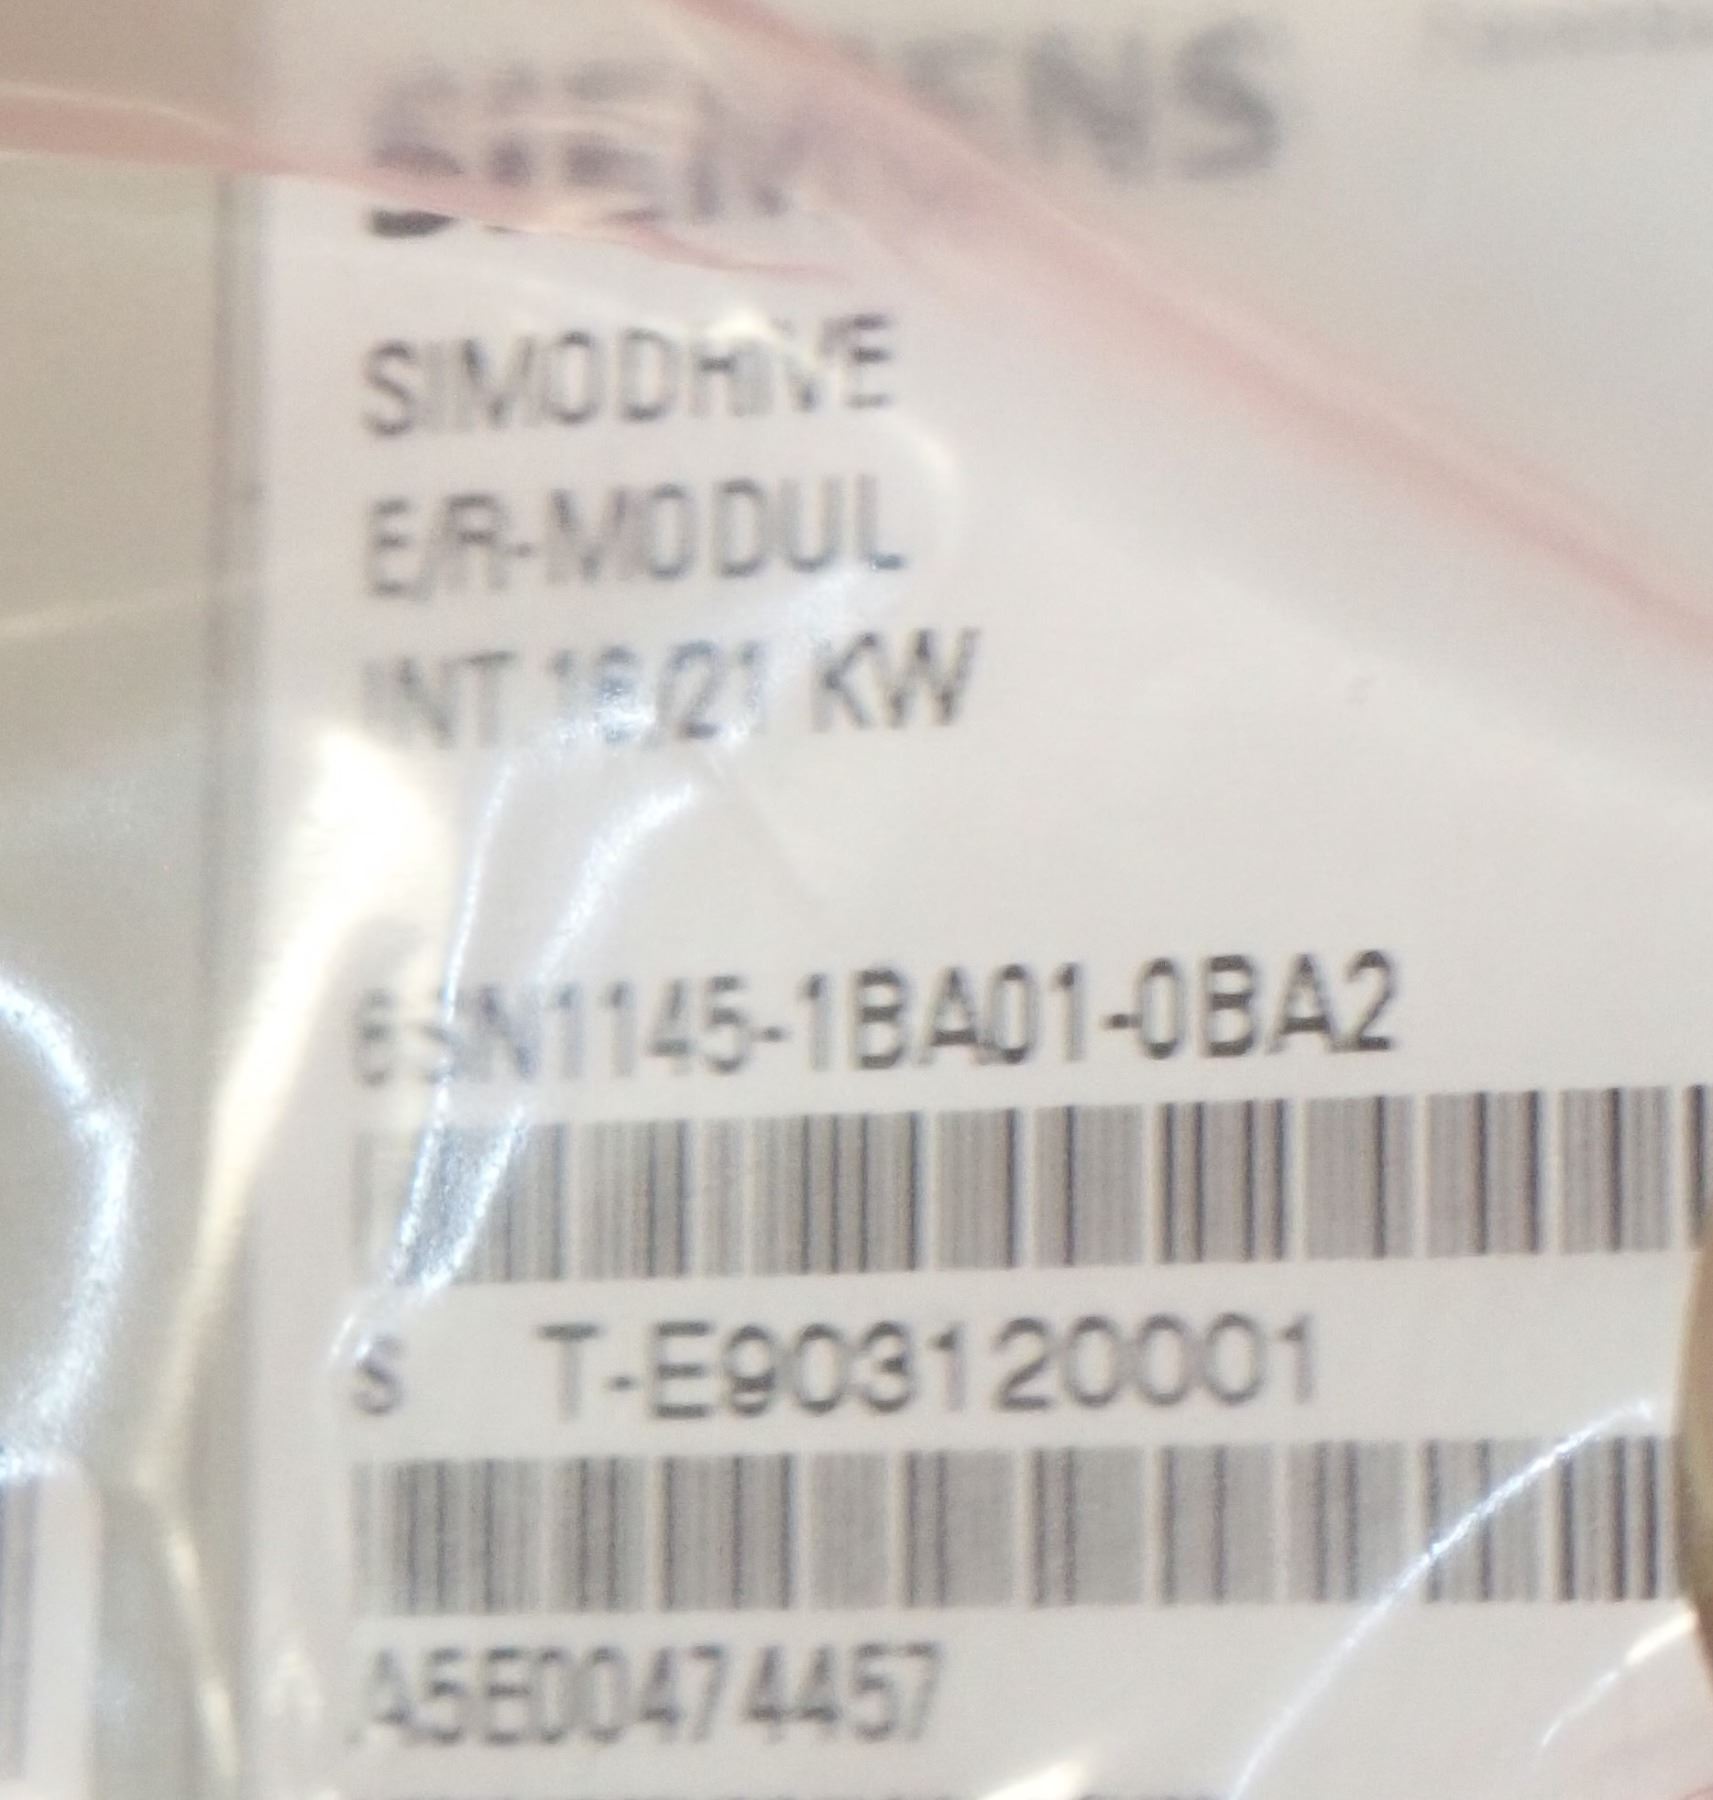 SIEMENS
SIMODRIVE
E/R-MODUL
INT 16/21 KW
6SN1145-1BA01-0BA2
S T-E903120001
A5E00474457